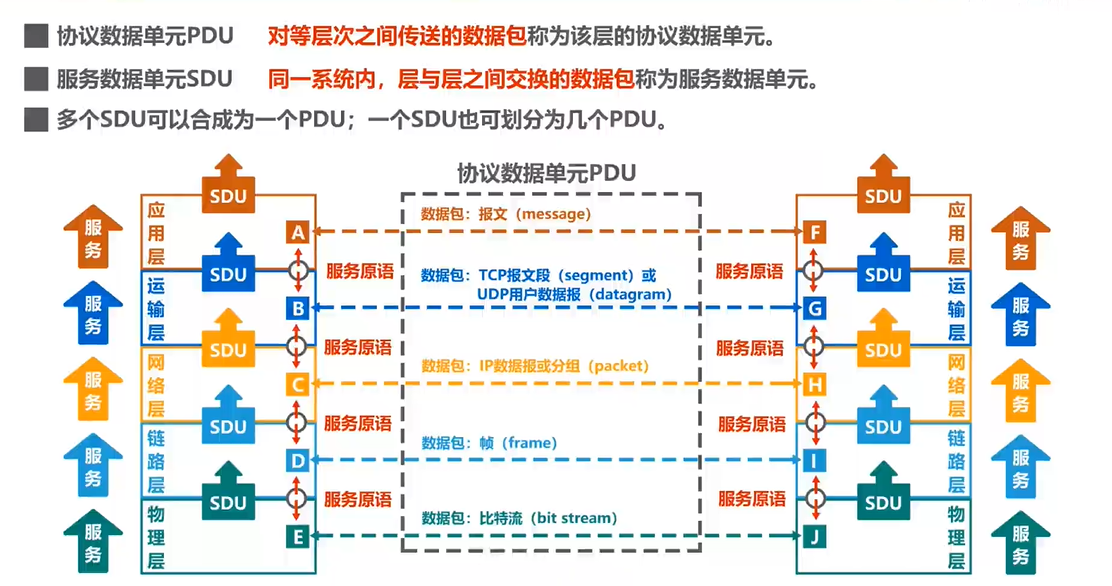 协议数据单元PDU 对等层次之间传送的数据包称为该层的协议数据单元。
服务数据单元SDU 同一系统内，层与层之间交换的数据包称为服务数据单元。
多个SDU可以合成为一个PDU；一个SDU也可划分为几个PDU。
协议数据单元PDU
SDU
SDU
服务
应用层
A
数据包：报文（message）
F
应用层
服务
SDU
服务原语
数据包：TCP报文段（segment）或
UDP用户数据报（datagram）
服务原语
SDU
服务
运输层
B
G
运输层
服务
SDU
服务原语
服务原语
SDU
服务
网络层
C
数据包：IP数据报或分组（packet）
H
网络层
服务
SDU
服务原语
服务原语
SDU
服务
链路层
D
数据包：帧（frame）
I
链路层
服务
SDU
服务原语
服务原语
SDU
服务
物理层
E
数据包：比特流（bit stream）
J
物理层
服务